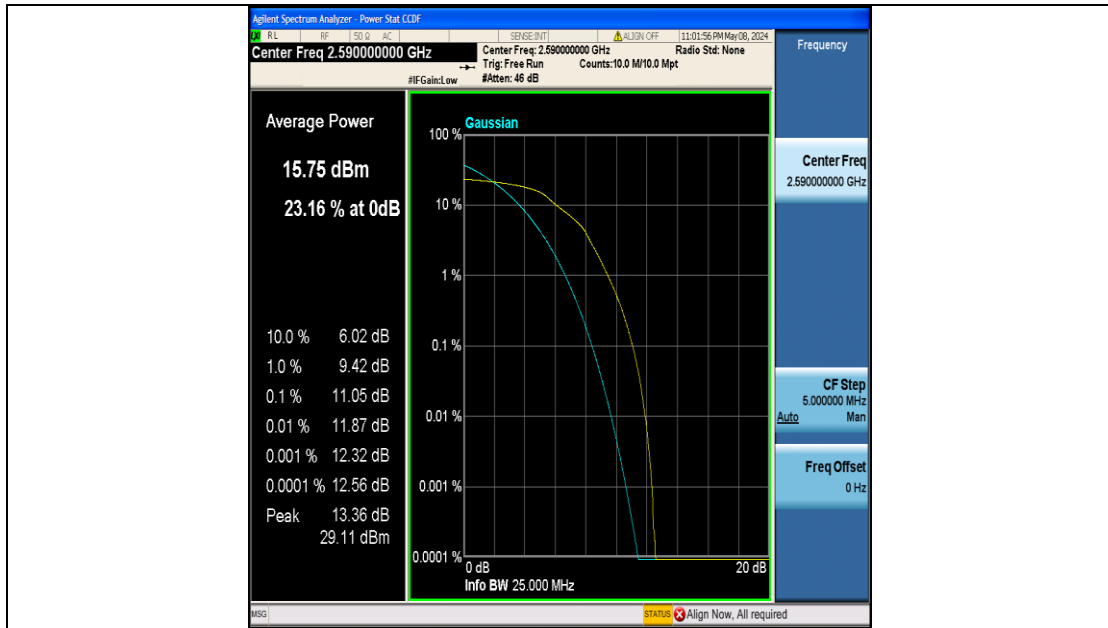 Agilent Spectrum Analyzer - Power Stat CCDF
RL RF 50 Ω AC SENSE:INT ALIGN OFF 11:01:56 PM May 08, 2024
Center Freq 2.590000000 GHz
Center Freq: 2.590000000 GHz Radio Std: None
Trig: Free Run Counts:10.0 M/10.0 Mpt
#IFGain:Low #Atten: 46 dB
Average Power
15.75 dBm
23.16 % at 0dB
10.0 % 6.02 dB
1.0 % 9.42 dB
0.1 % 11.05 dB
0.01 % 11.87 dB
0.001 % 12.32 dB
0.0001 % 12.56 dB
Peak 13.36 dB
29.11 dBm
Gaussian
100 %
10 %
1 %
0.1 %
0.01 %
0.001 %
0.0001 %
0 dB 20 dB
Info BW 25.000 MHz
Frequency
Center Freq
2.590000000 GHz
CF Step
5.000000 MHz
Auto Man
Freq Offset
0 Hz
MSG STATUS Align Now, All required